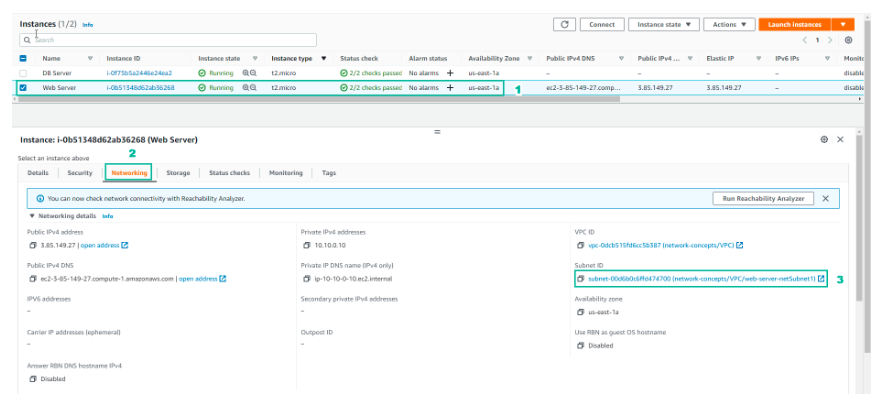 Instances (1/2) Info
Connect Instance state Actions Launch instances
Search
1
Name Instance ID Instance state Instance type Status check Alarm status Availability Zone Public IPv4 DNS Public IPv4 ... Elastic IP IPv6 IPs Monito
DB Server i-0f75b5a2446e24ea2 Running t2.micro 2/2 checks passed No alarms + us-east-1a – – – – disable
Web Server i-0b51348d62ab36268 Running t2.micro 2/2 checks passed No alarms + us-east-1a 1 ec2-3-85-149-27.comp... 3.85.149.27 3.85.149.27 – disable
Instance: i-0b51348d62ab36268 (Web Server)
Select an instance above
2
Details Security Networking Storage Status checks Monitoring Tags
You can now check network connectivity with Reachability Analyzer. Run Reachability Analyzer
Networking details Info
Public IPv4 address Private IPv4 addresses VPC ID
3.85.149.27 | open address 10.10.0.10 vpc-0dcb515fd6cc5b387 (network-concepts/VPC)
Public IPv4 DNS Private IP DNS name (IPv4 only) Subnet ID
ec2-3-85-149-27.compute-1.amazonaws.com | open address ip-10-10-0-10.ec2.internal subnet-00d6b0c6ffd474700 (network-concepts/VPC/web-server-netSubnet1) 3
IPV6 addresses Secondary private IPv4 addresses Availability zone
– – us-east-1a
Carrier IP addresses (ephemeral) Outpost ID Use RBN as guest OS hostname
– – Disabled
Answer RBN DNS hostname IPv4
Disabled